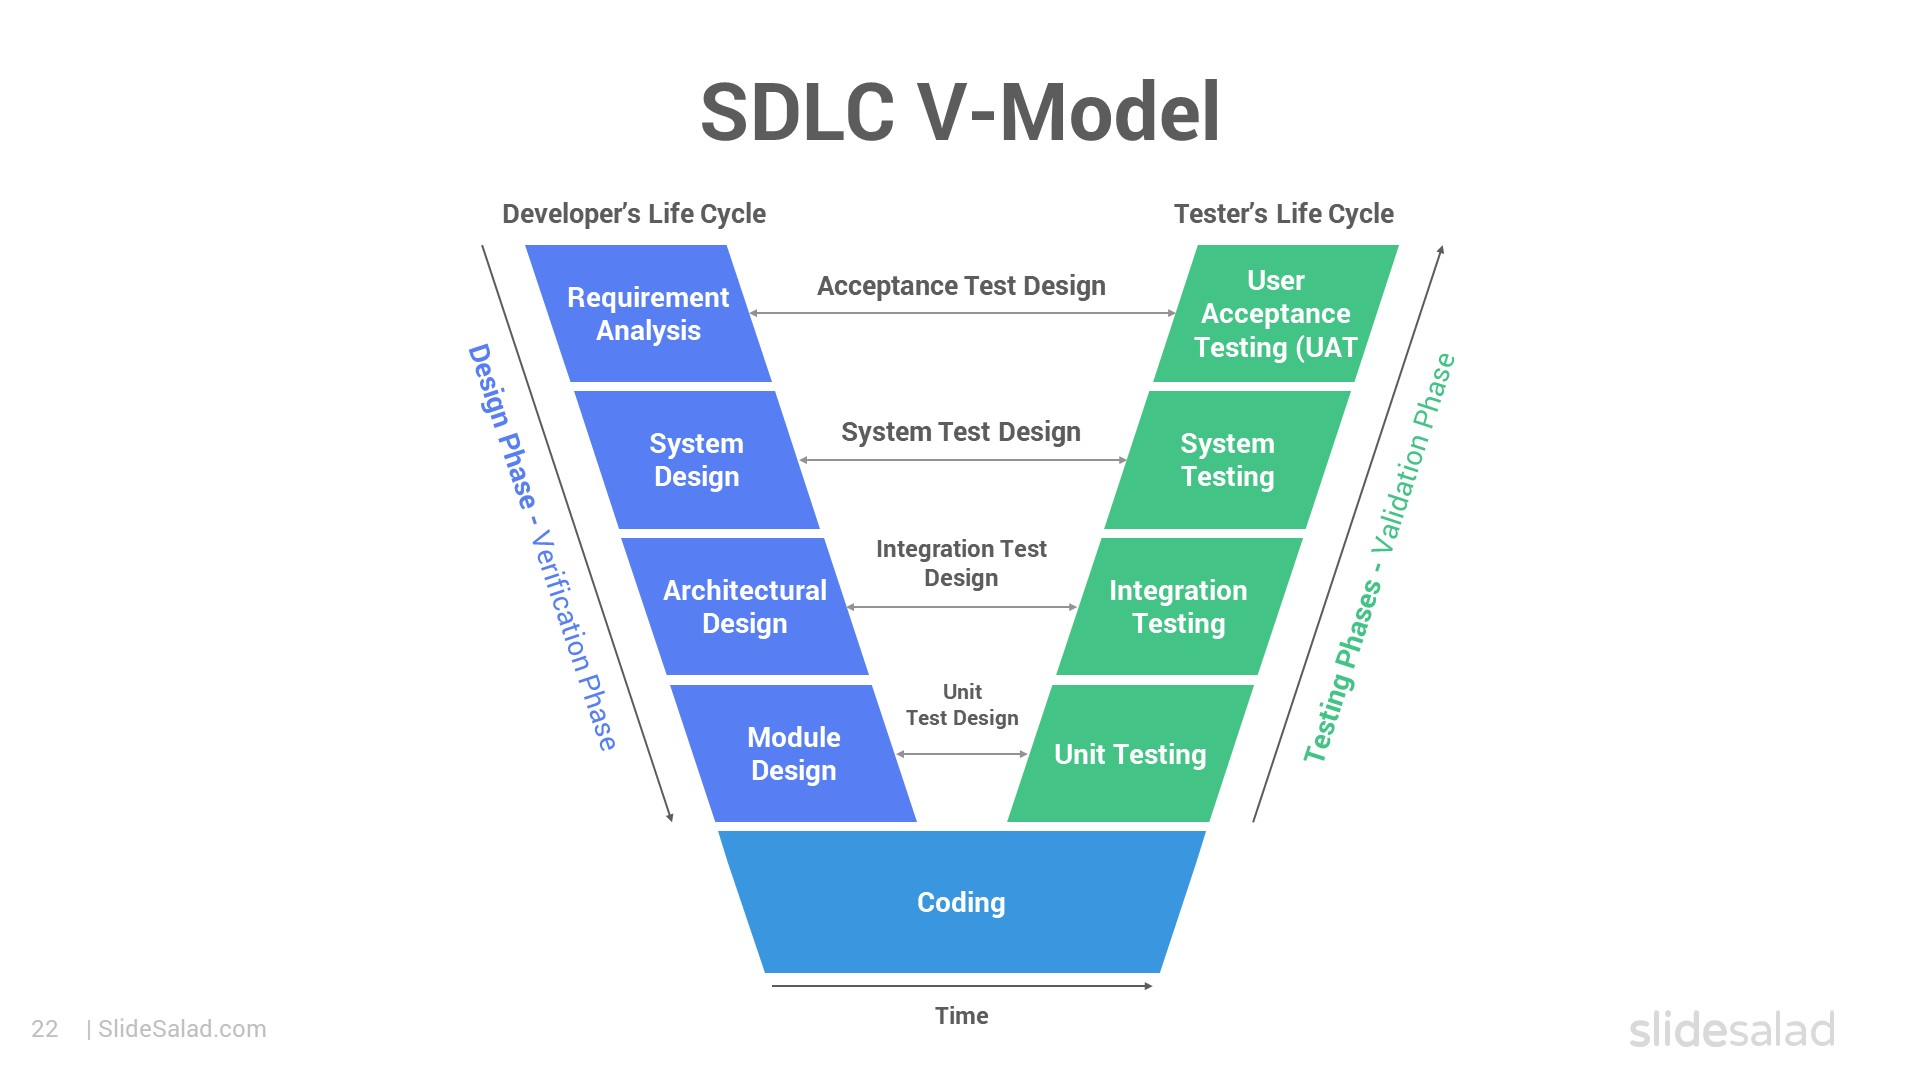 SDLC V-Model
Developer’s Life Cycle
Tester’s Life Cycle
Requirement
Analysis
Acceptance Test Design
User
Acceptance
Testing (UAT
System
Design
System Test Design
System
Testing
Architectural
Design
Integration Test
Design
Integration
Testing
Module
Design
Unit
Test Design
Unit Testing
Design Phase - Verification Phase
Testing Phases - Validation Phase
Coding
Time
22 | SlideSalad.com
slidesalad